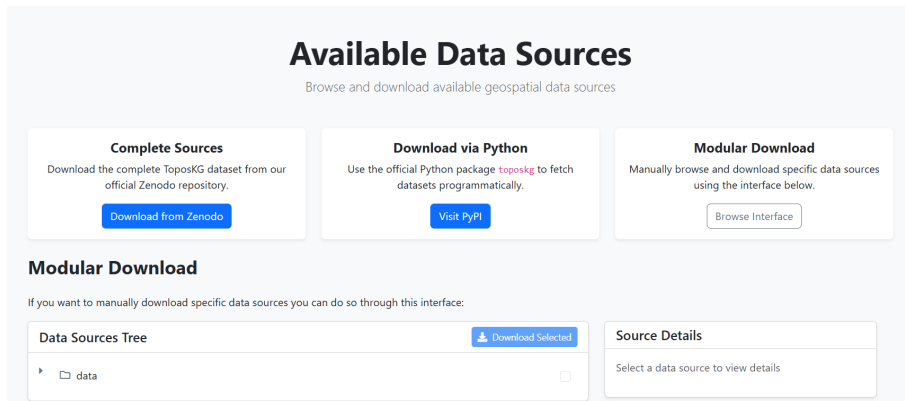 Available Data Sources
Browse and download available geospatial data sources
Complete Sources
Download the complete ToposKG dataset from our
official Zenodo repository.
Download from Zenodo
Download via Python
Use the official Python package toposkg to fetch
datasets programmatically.
Visit PyPI
Modular Download
Manually browse and download specific data sources
using the interface below.
Browse Interface
Modular Download
If you want to manually download specific data sources you can do so through this interface:
Data Sources Tree
Download Selected
data
Source Details
Select a data source to view details